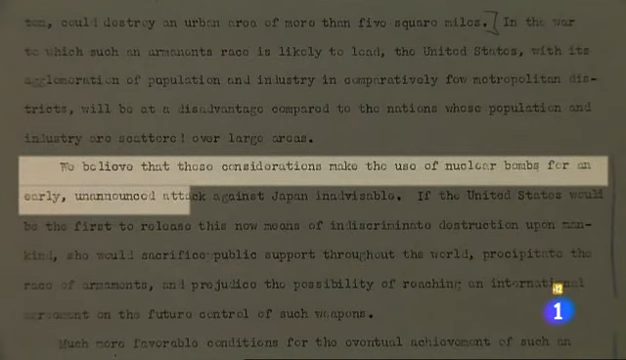 ten, could destroy an urban area of more than five square miles.] In the war
to which such an armaments race is likely to lead, the United States, with its
agglomeration of population and industry in comparatively few metropolitan dis-
tricts, will be at a disadvantage compared to the nations whose population and
industry are scattered over large areas.
We believe that these considerations make the use of nuclear bombs for an
early, unannounced attack against Japan inadvisable. If the United States would
be the first to release this new means of indiscriminate destruction upon man-
kind, she would sacrifice public support throughout the world, precipitate the
race of armaments, and prejudice the possibility of reaching an international
agreement on the future control of such weapons.
Much more favorable conditions for the eventual achievement of such an
1